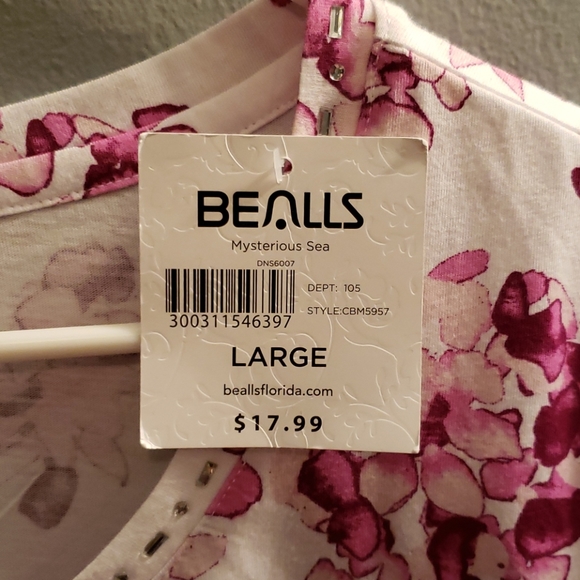 BEALLS
Mysterious Sea
DNS6007
DEPT: 105
300311546397
STYLE:CBM5957
LARGE
beallsflorida.com
$17.99